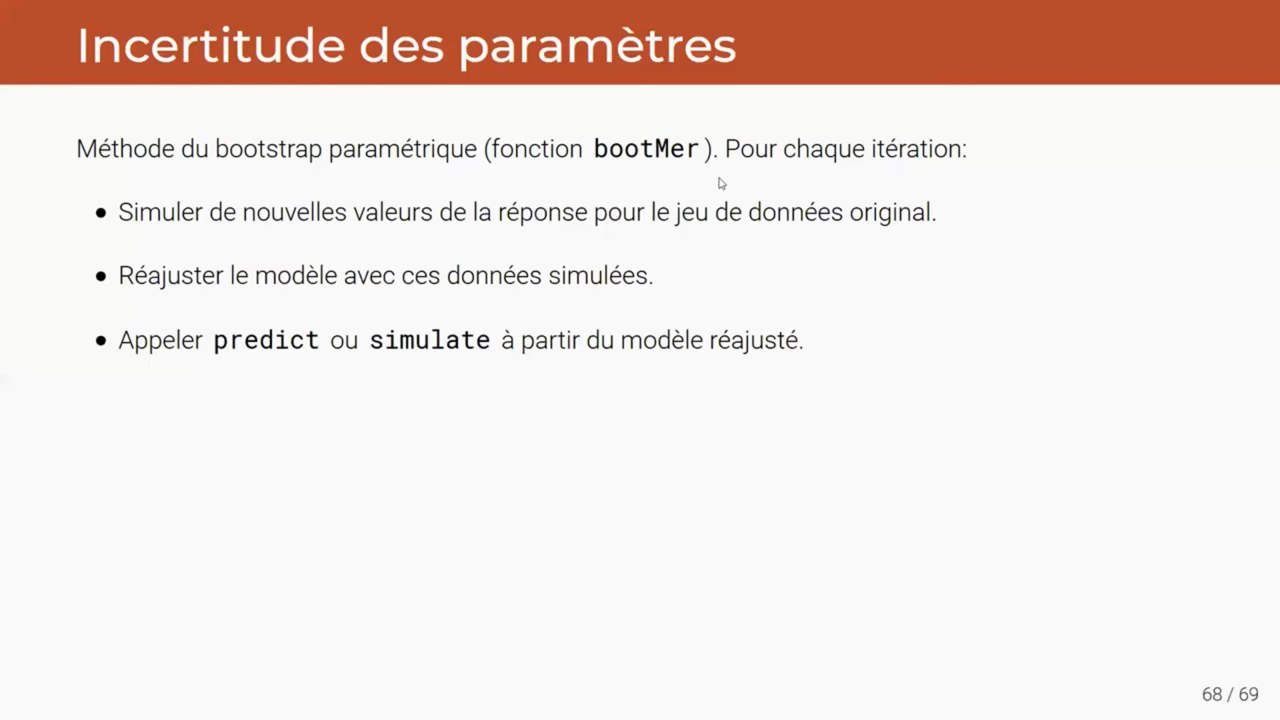 Incertitude des paramètres
Méthode du bootstrap paramétrique (fonction bootMer). Pour chaque itération:
• Simuler de nouvelles valeurs de la réponse pour le jeu de données original.
• Réajuster le modèle avec ces données simulées.
• Appeler predict ou simulate à partir du modèle réajusté.
68 / 69